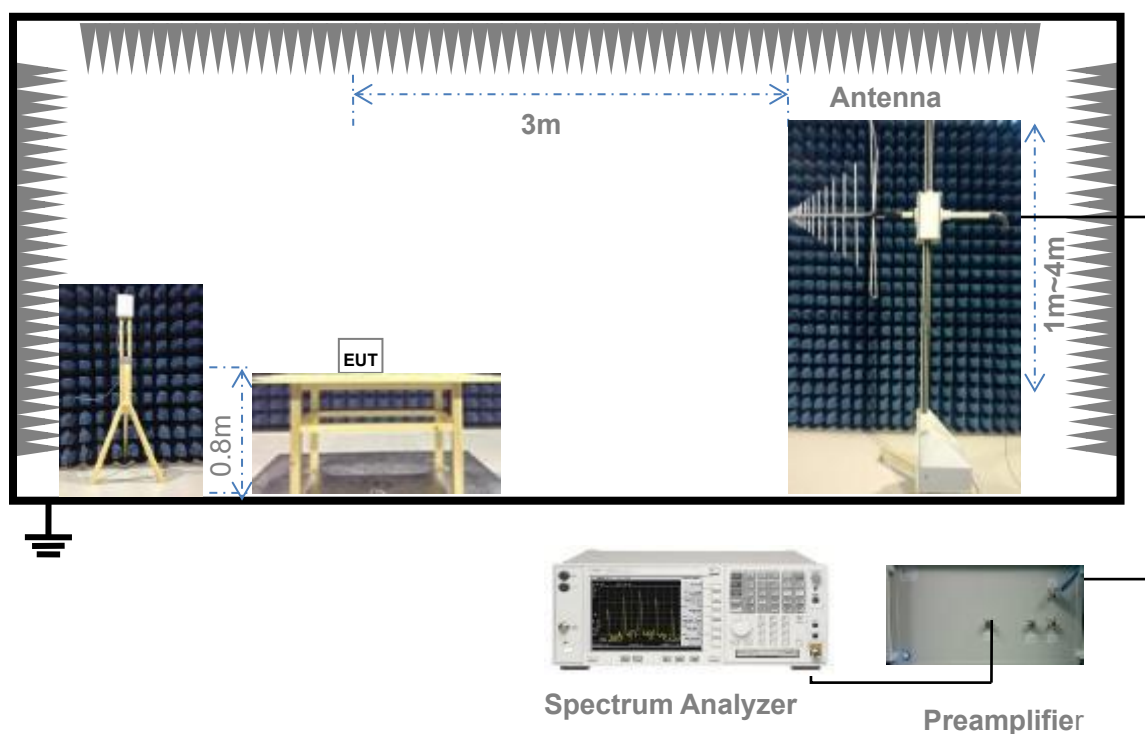 Antenna
3m
1m~4m
EUT
0.8m
Spectrum Analyzer
Preamplifier